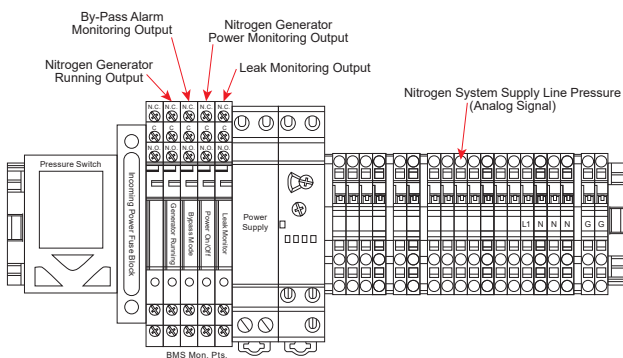 By-Pass Alarm
Monitoring Output
Nitrogen Generator
Power Monitoring Output
Nitrogen Generator
Running Output
Leak Monitoring Output
Nitrogen System Supply Line Pressure
(Analog Signal)
N.C. N.C. N.C. N.C. N.C.
C C C C C
N.O. N.O. N.O. N.O. N.O.
Pressure Switch
Incoming Power Fuse Block
Generator Running
Bypass Mode
Power On/Off
Leak Monitor
Power
Supply
L1 N N N G G
BMS Mon. Pts.